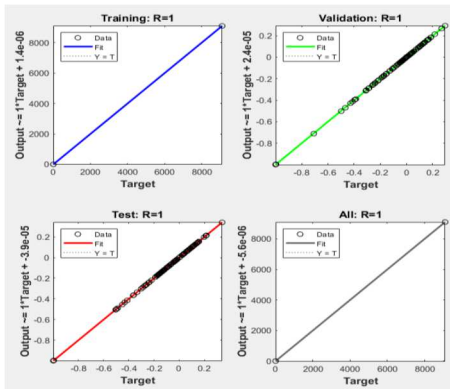 Training: R=1
Output ~= 1*Target + 1.4e-06
8000
6000
4000
2000
0
Data
Fit
Y = T
0 2000 4000 6000 8000
Target
Validation: R=1
Output ~= 1*Target + 2.4e-05
0.2
0
-0.2
-0.4
-0.6
-0.8
Data
Fit
Y = T
-0.8 -0.6 -0.4 -0.2 0 0.2
Target
Test: R=1
Output ~= 1*Target + -3.9e-05
0.2
0
-0.2
-0.4
-0.6
-0.8
-1
Data
Fit
Y = T
-0.8 -0.6 -0.4 -0.2 0 0.2
Target
All: R=1
Output ~= 1*Target + -5.6e-06
8000
6000
4000
2000
0
Data
Fit
Y = T
0 2000 4000 6000 8000
Target